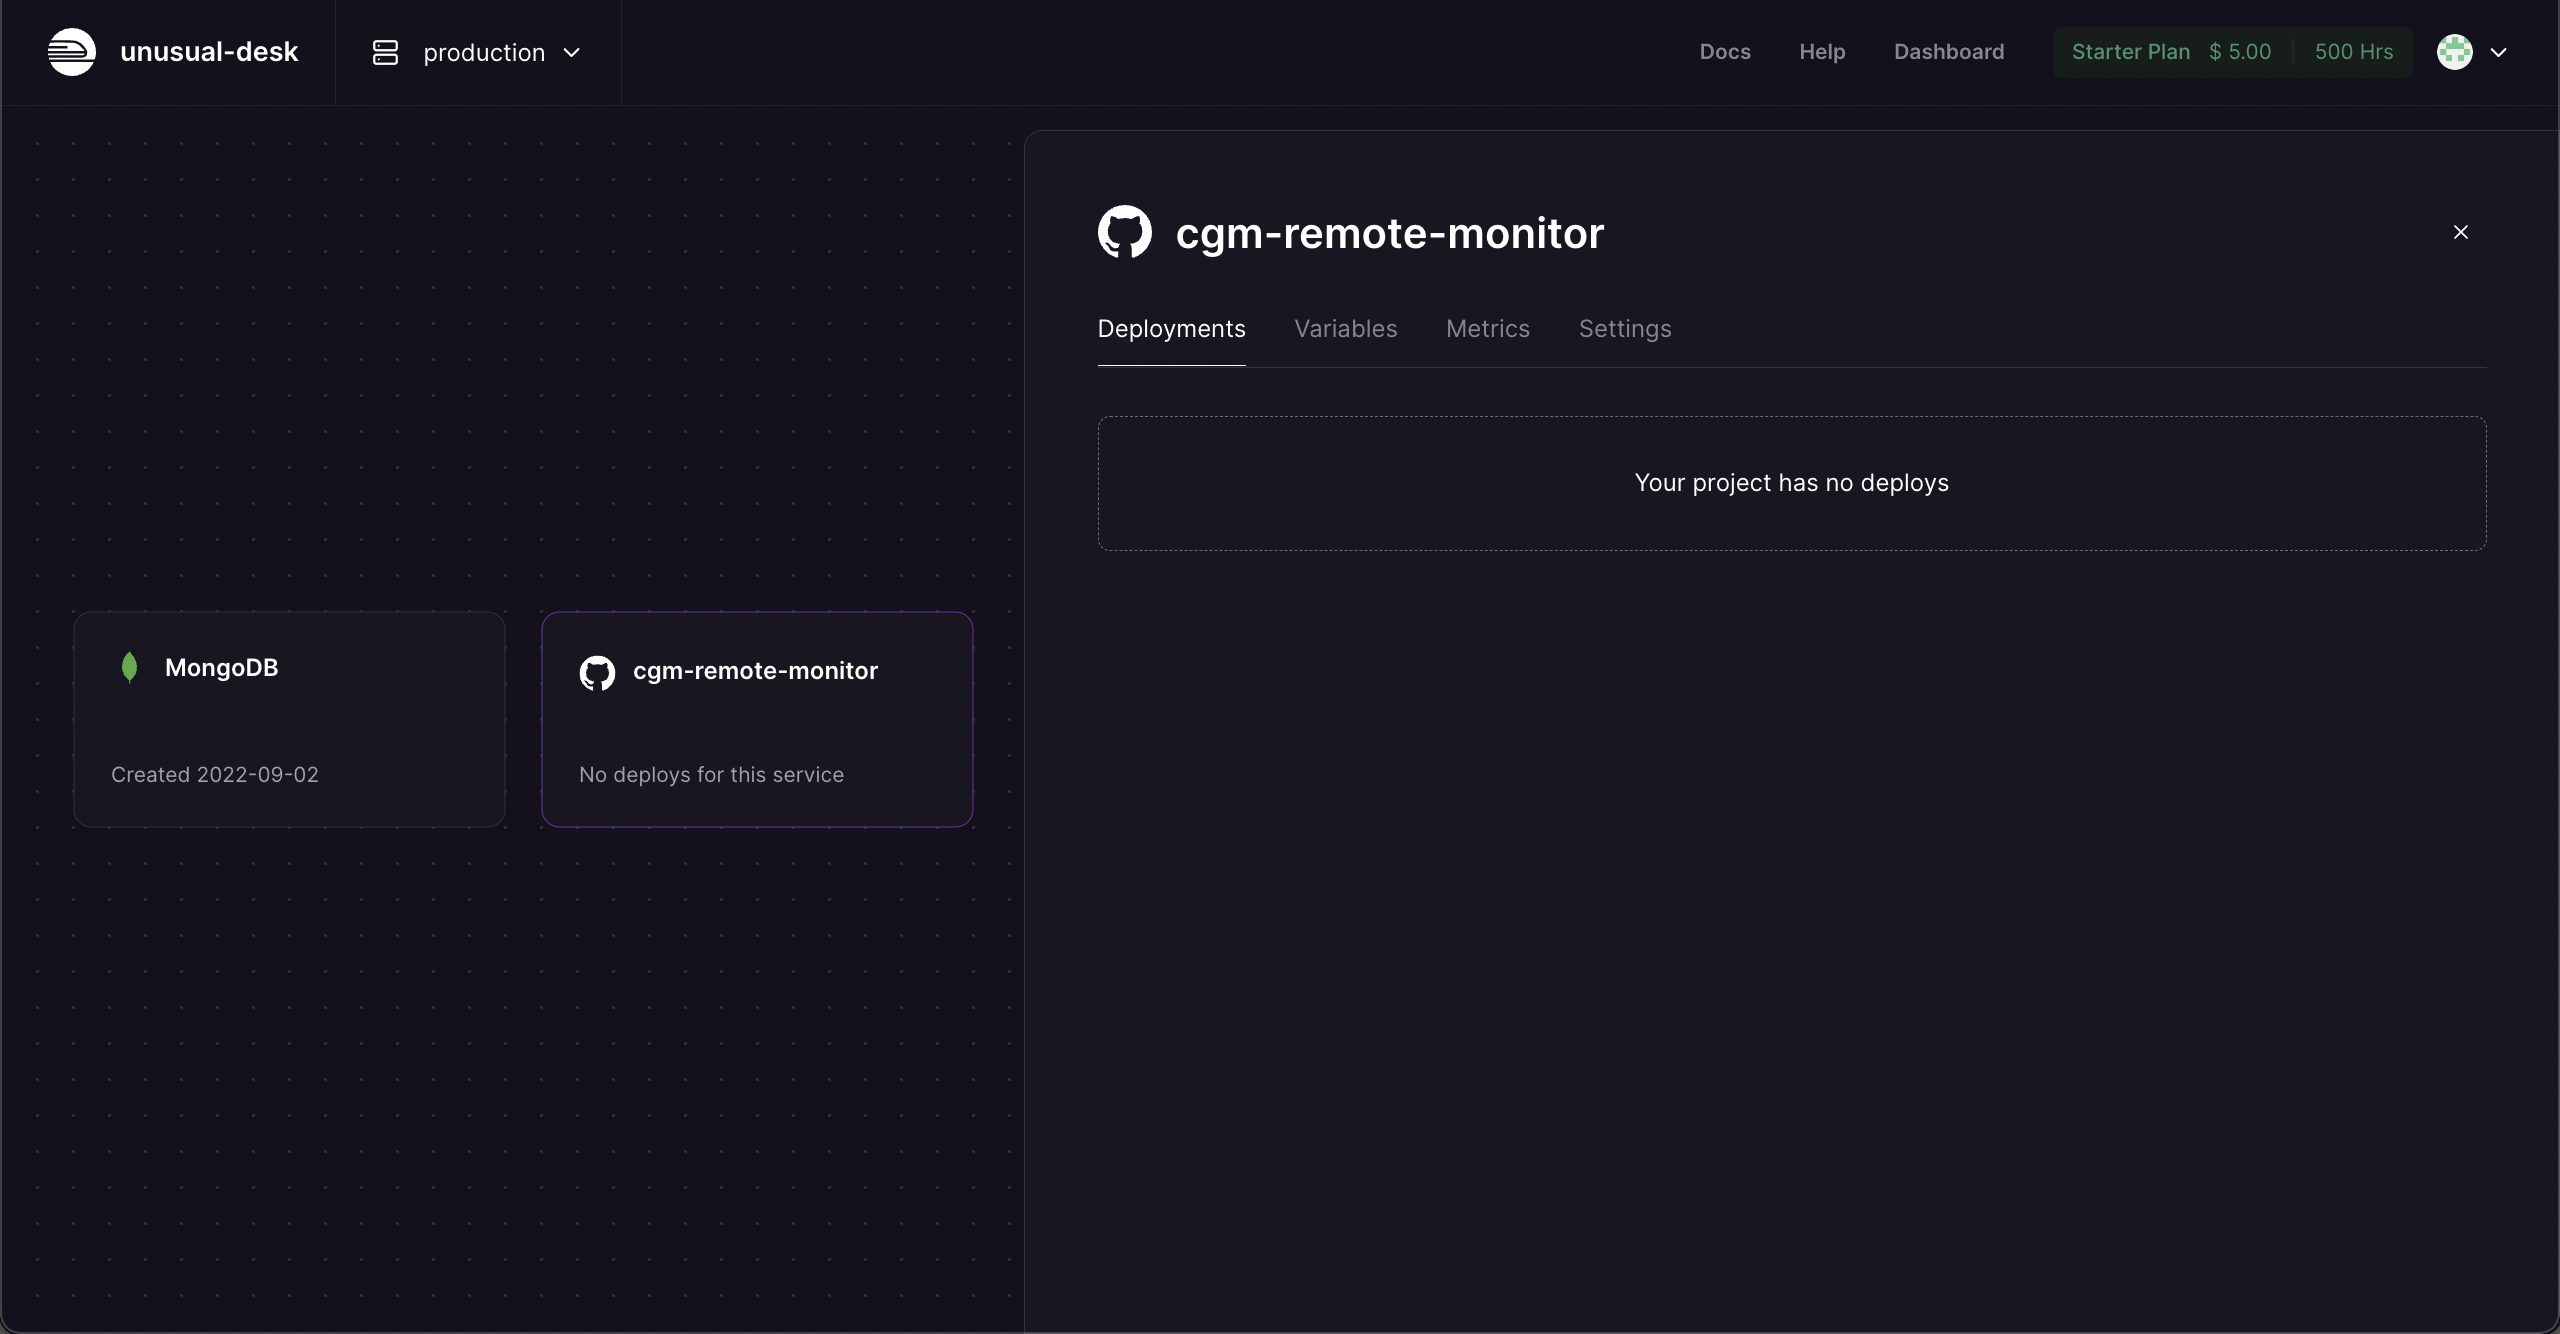 unusual-desk
production
Docs Help Dashboard Starter Plan $ 5.00 500 Hrs
cgm-remote-monitor
Deployments Variables Metrics Settings
Your project has no deploys
MongoDB
Created 2022-09-02
cgm-remote-monitor
No deploys for this service